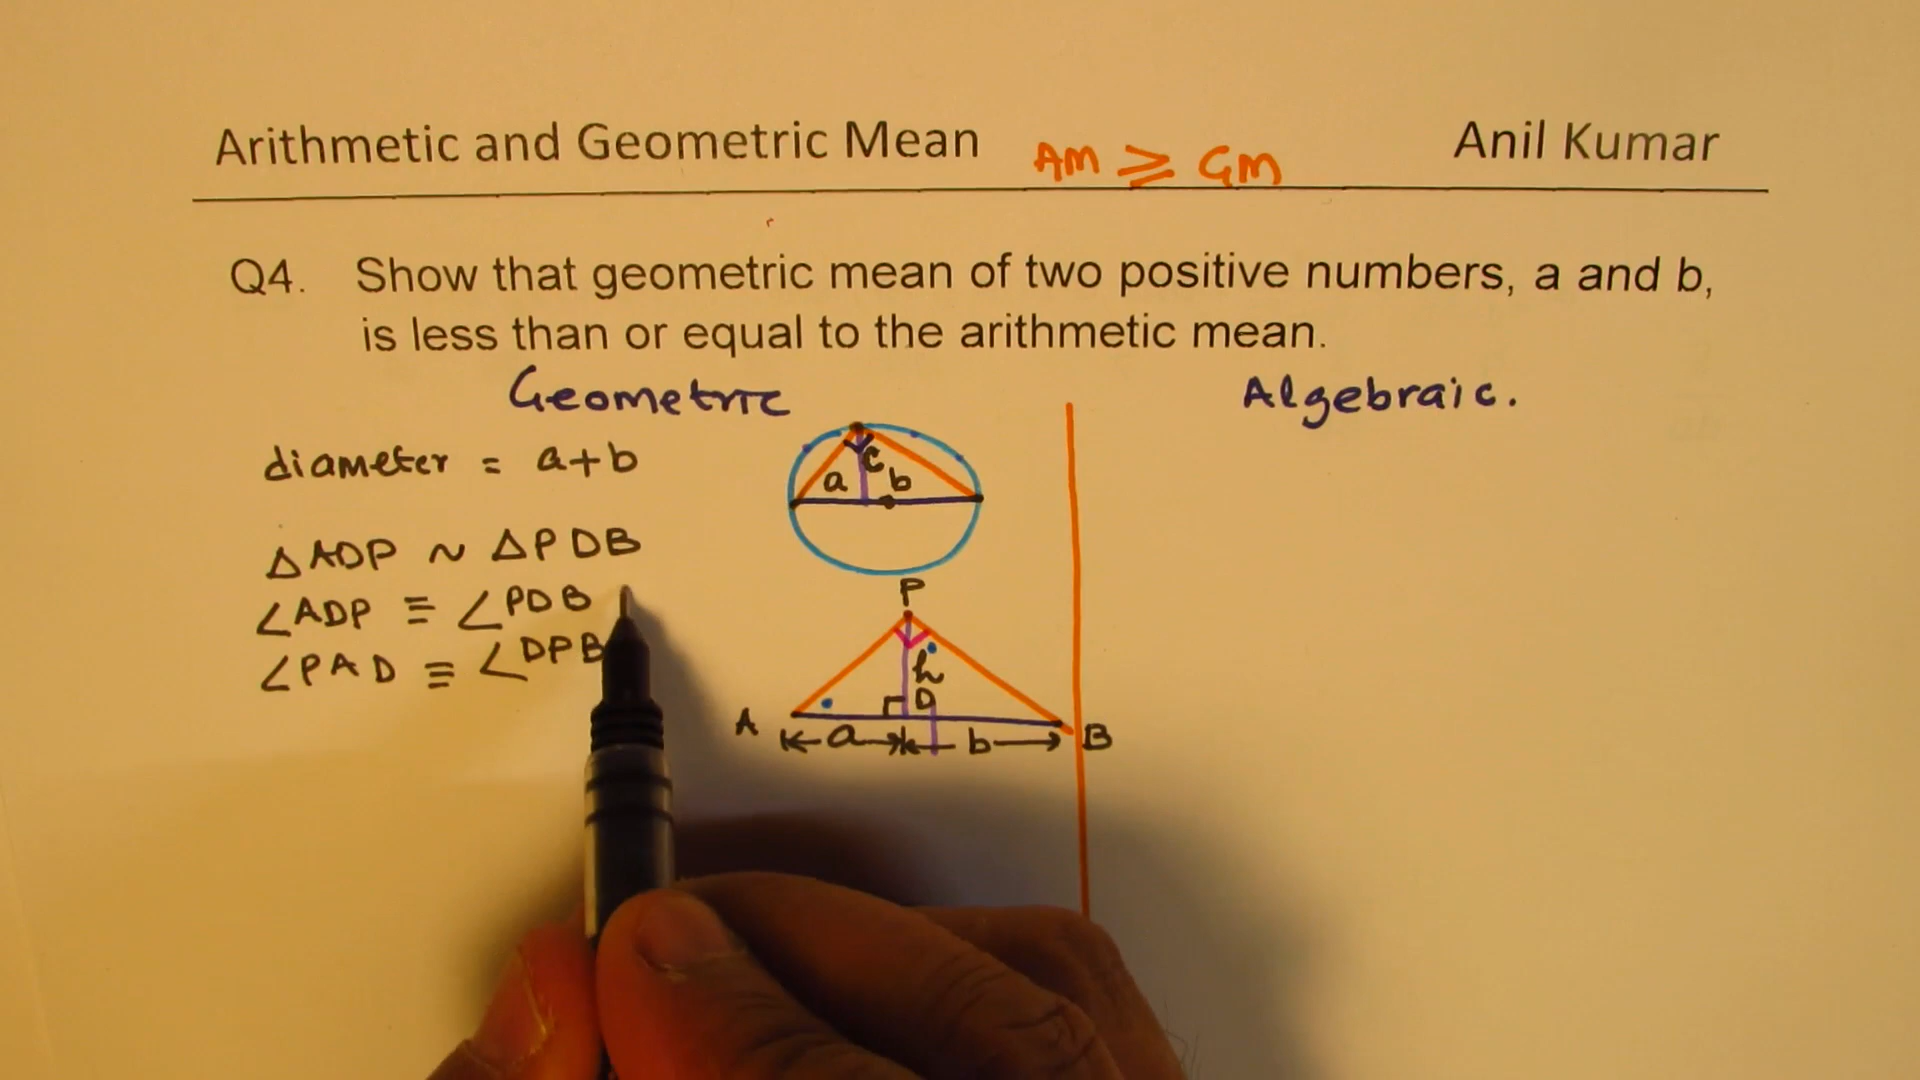 Arithmetic and Geometric Mean AM ≥ GM Anil Kumar
Q4. Show that geometric mean of two positive numbers, a and b,
is less than or equal to the arithmetic mean.
Geometric Algebraic.
diameter = a+b
c
a b
△ADP ~ △PDB
∠ADP ≡ ∠PDB
∠PAD ≡ ∠DPB
P
h
D
A a b B